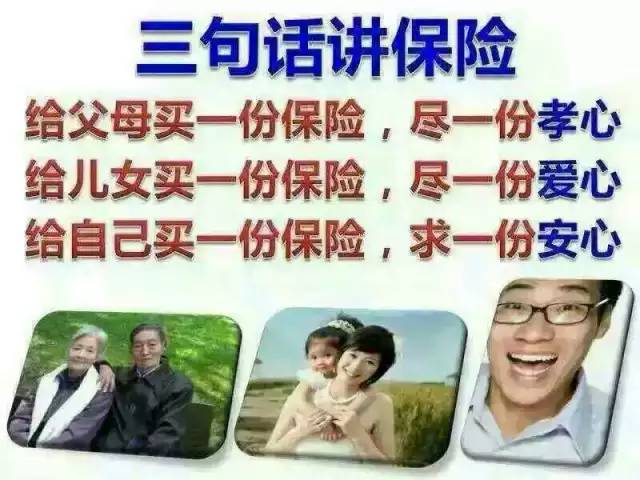 三句话讲保险
给父母买一份保险，尽一份孝心
给儿女买一份保险，尽一份爱心
给自己买一份保险，求一份安心